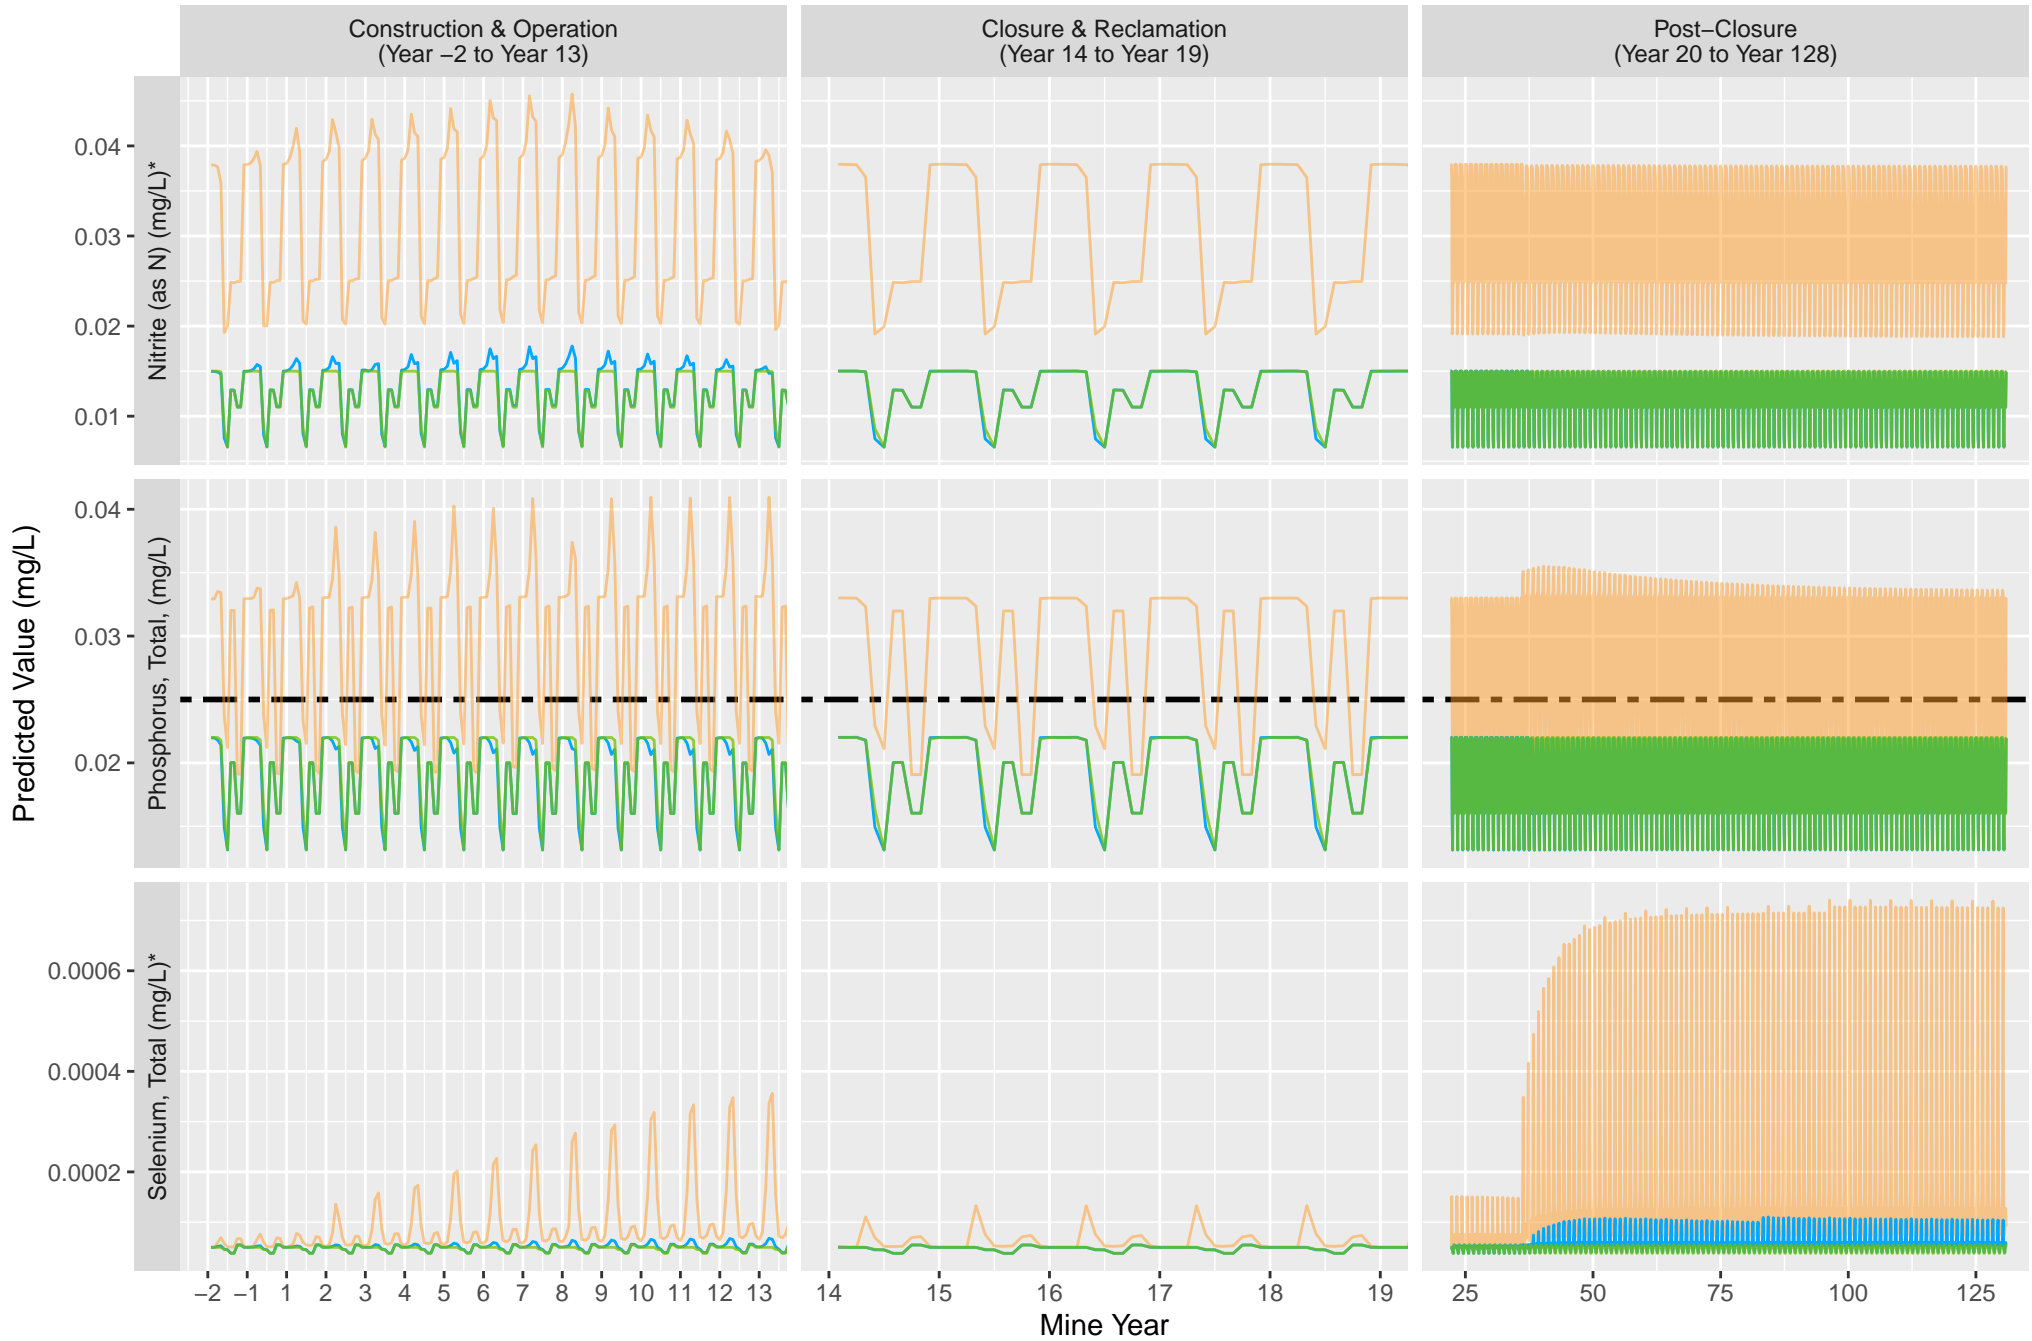 Construction & Operation
(Year −2 to Year 13)
Closure & Reclamation
(Year 14 to Year 19)
Post−Closure
(Year 20 to Year 128)
Predicted Value (mg/L)
Nitrite (as N) (mg/L)*
0.04
0.03
0.02
0.01
Phosphorus, Total, (mg/L)
0.04
0.03
0.02
Selenium, Total (mg/L)*
0.0006
0.0004
0.0002
−2 −1 1 2 3 4 5 6 7 8 9 10 11 12 13
14 15 16 17 18 19
25 50 75 100 125
Mine Year